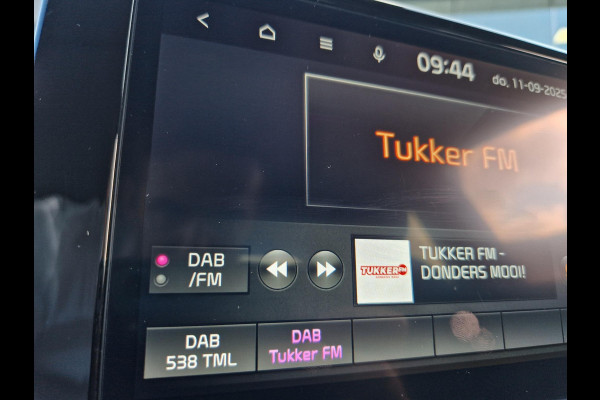 09:44
do, 11-09-2025
Tukker FM
DAB
/FM
TUKKER FM
TUKKER FM -
DONDERS MOOI!
DAB
538 TML
DAB
Tukker FM